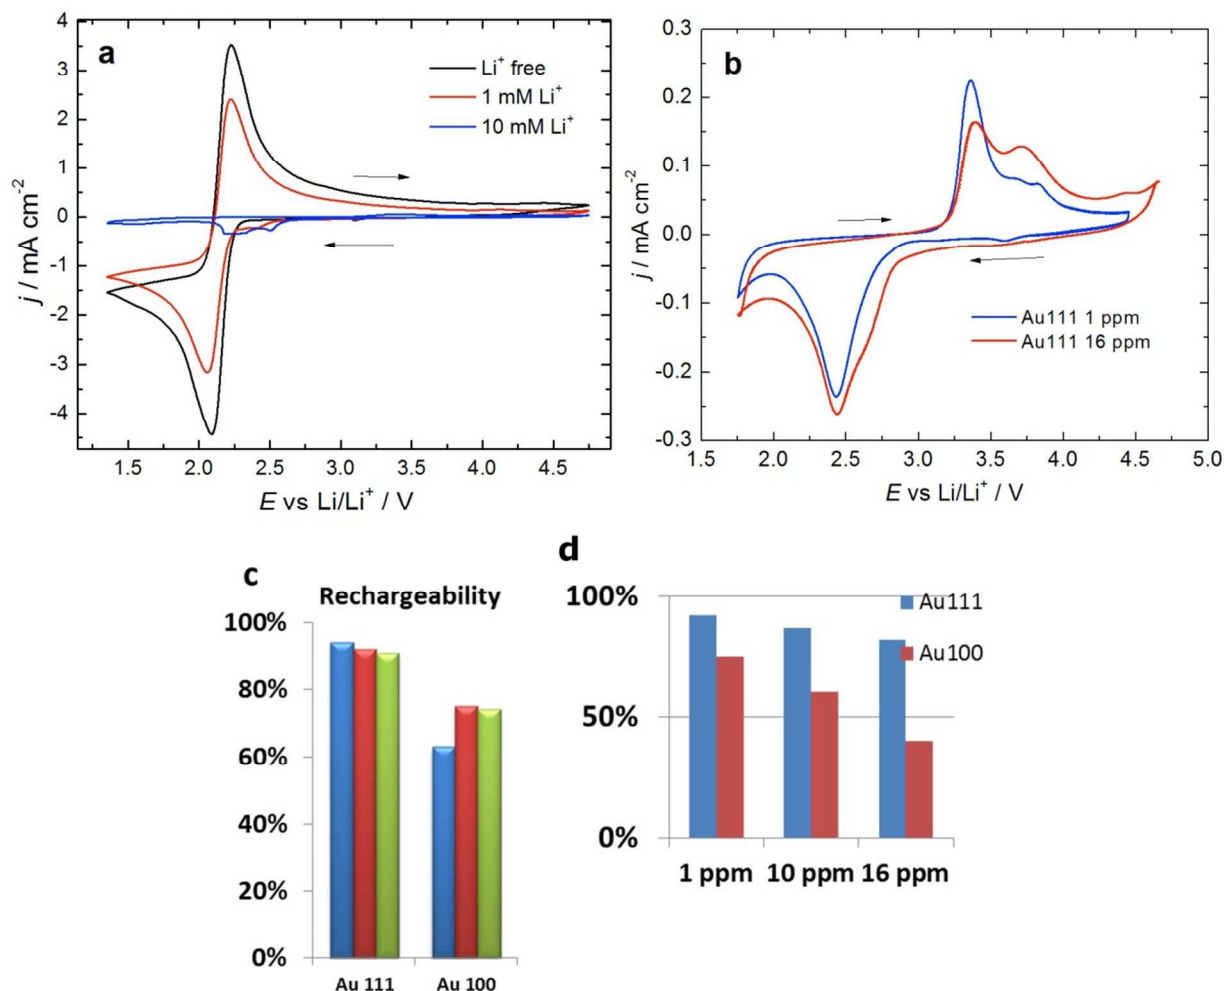 a
4
3
2
1
0
-1
-2
-3
-4
j / mA cm⁻²
Li⁺ free
1 mM Li⁺
10 mM Li⁺
1.5 2.0 2.5 3.0 3.5 4.0 4.5
E vs Li/Li⁺ / V
b
0.3
0.2
0.1
0.0
-0.1
-0.2
-0.3
j / mA cm⁻²
Au111 1 ppm
Au111 16 ppm
1.5 2.0 2.5 3.0 3.5 4.0 4.5 5.0
E vs Li/Li⁺ / V
c
Rechargeability
100%
80%
60%
40%
20%
0%
Au 111 Au 100
d
100%
50%
0%
Au111
Au100
1 ppm 10 ppm 16 ppm